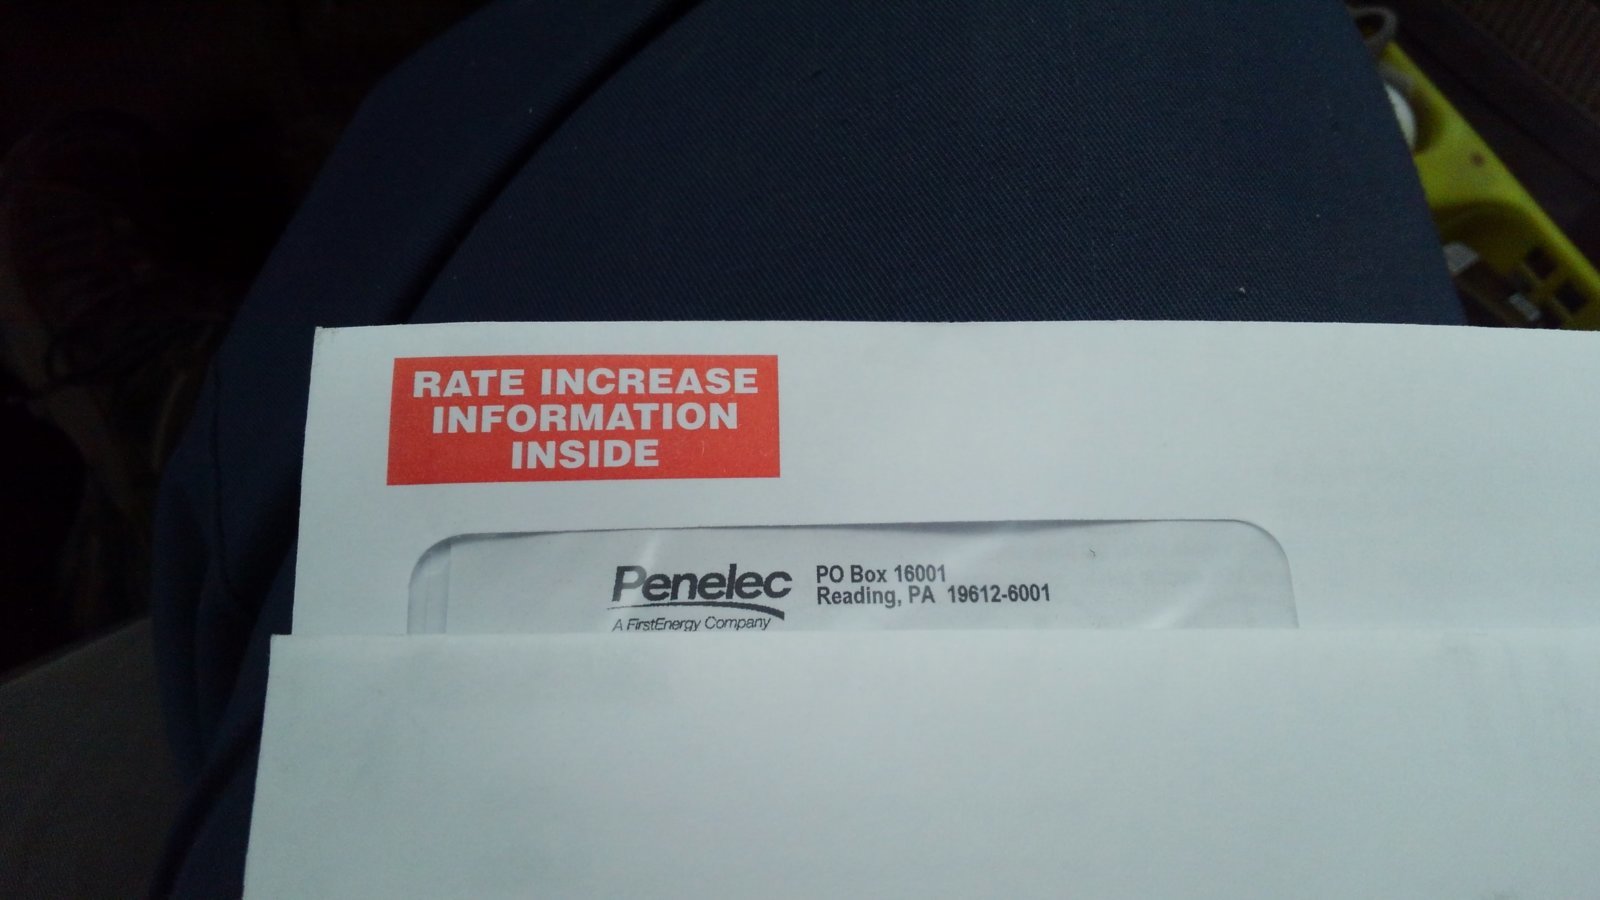 RATE INCREASE
INFORMATION
INSIDE
Penelec
A FirstEnergy Company
PO Box 16001
Reading, PA 19612-6001